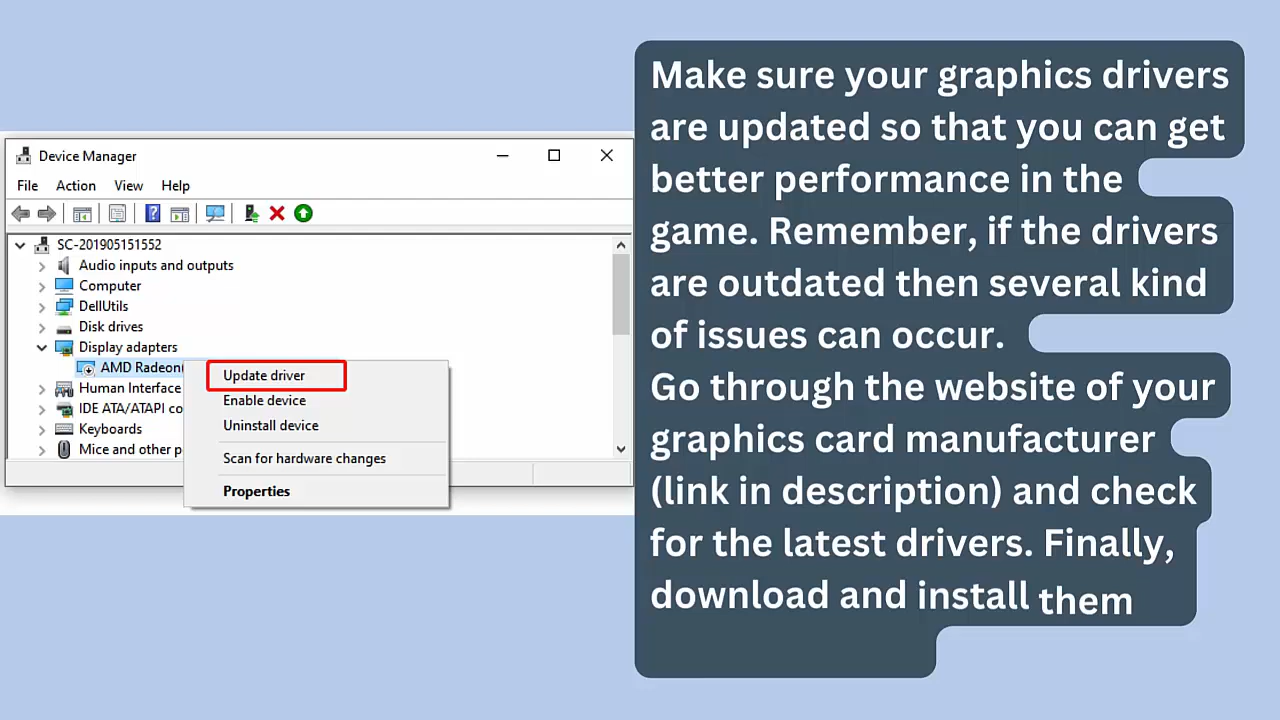 Device Manager
File Action View Help
SC-201905151552
Audio inputs and outputs
Computer
DellUtils
Disk drives
Display adapters
AMD Radeon
Human Interface
IDE ATA/ATAPI co
Keyboards
Mice and other p
Update driver
Enable device
Uninstall device
Scan for hardware changes
Properties
Make sure your graphics drivers
are updated so that you can get
better performance in the
game. Remember, if the drivers
are outdated then several kind
of issues can occur.
Go through the website of your
graphics card manufacturer
(link in description) and check
for the latest drivers. Finally,
download and install them